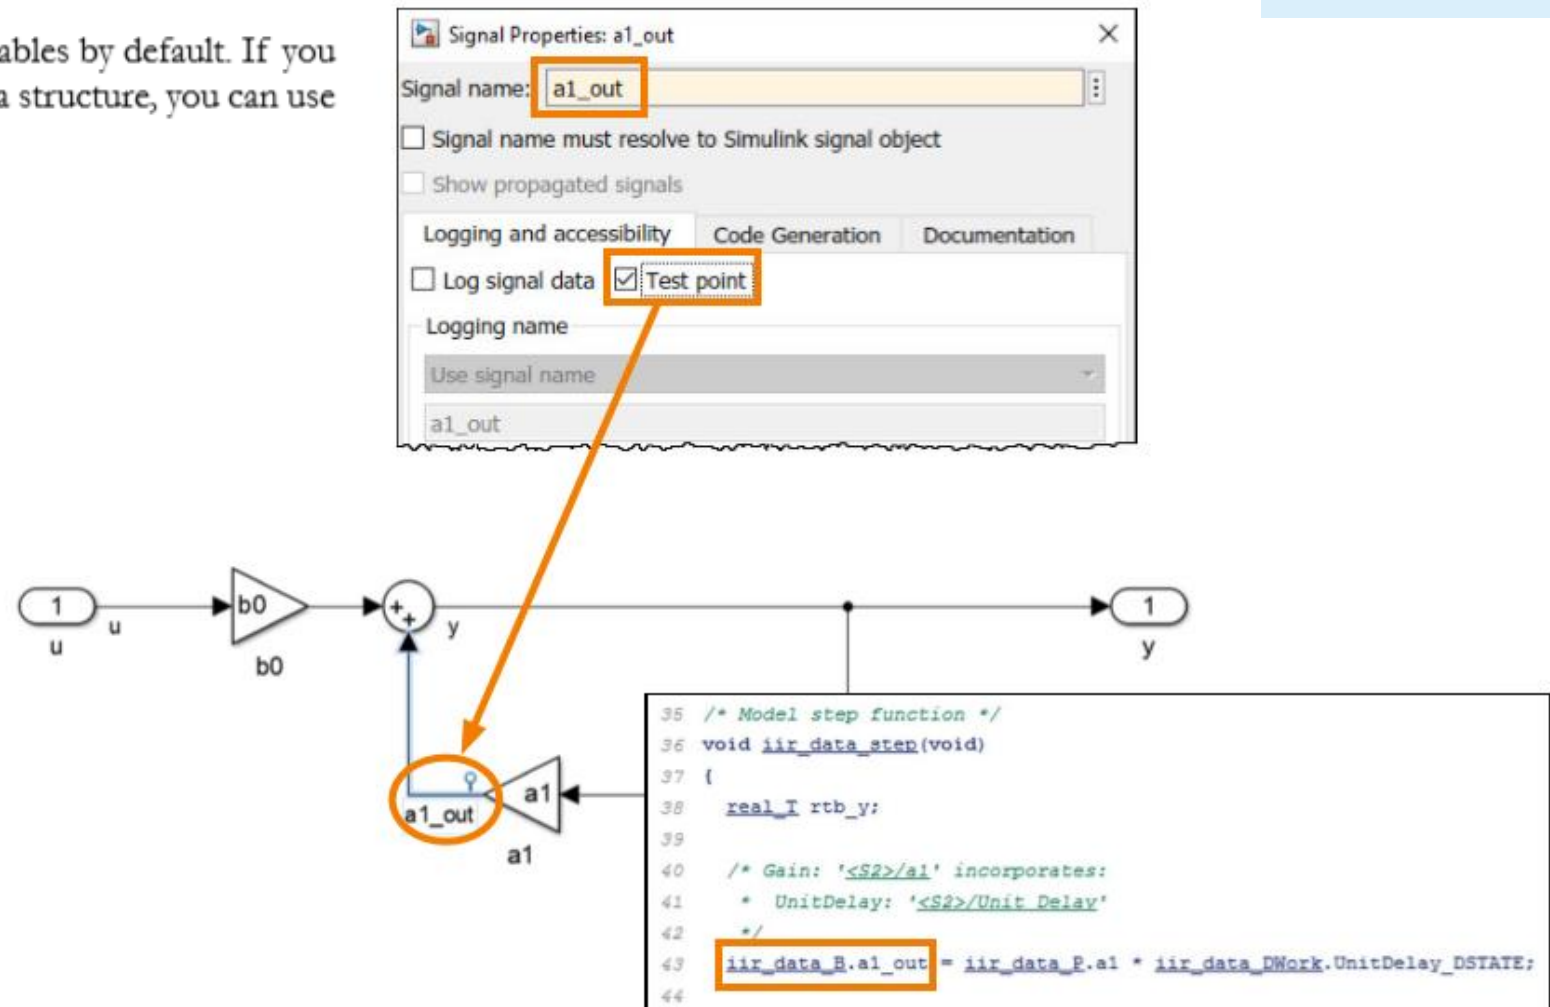 ables by default. If you
a structure, you can use
Signal Properties: a1_out
Signal name: a1_out
Signal name must resolve to Simulink signal object
Show propagated signals
Logging and accessibility Code Generation Documentation
Log signal data Test point
Logging name
Use signal name
a1_out
1
u
u
b0
b0
+
+
y
1
y
a1_out
a1
a1
35 /* Model step function */
36 void iir_data_step(void)
37 {
38 real_T rtb_y;
39
40 /* Gain: '<S2>/a1' incorporates:
41 * UnitDelay: '<S2>/Unit Delay'
42 */
43 iir_data_B.a1_out = iir_data_P.a1 * iir_data_DWork.UnitDelay_DSTATE;
44